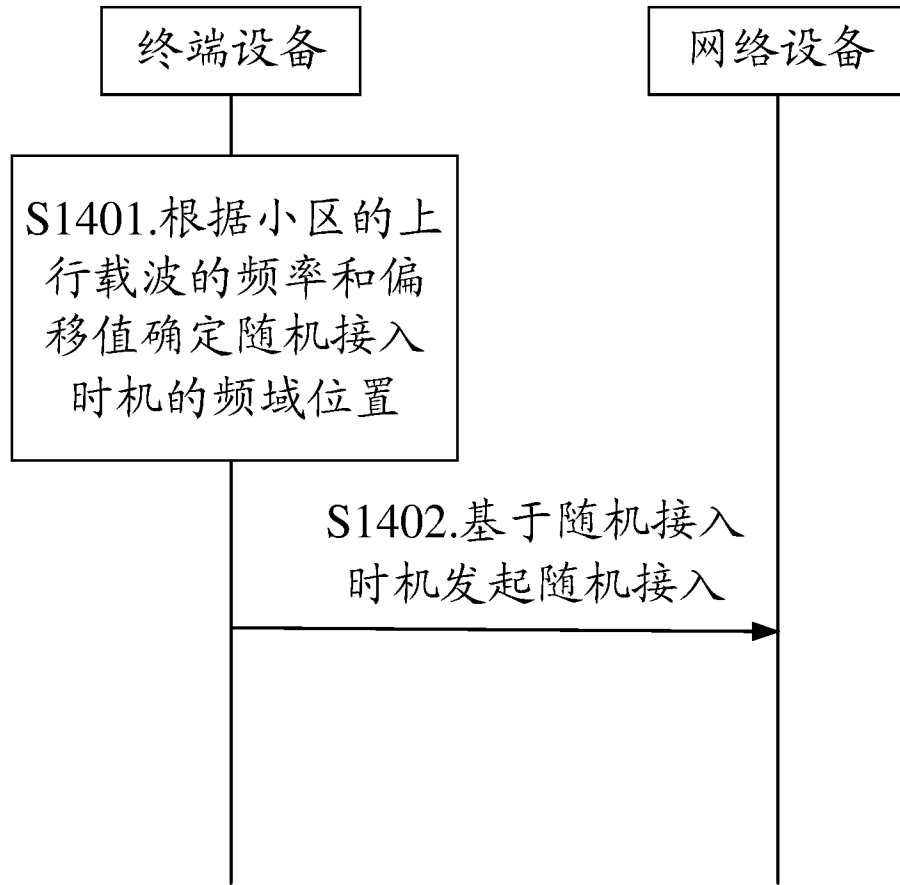 终端设备
网络设备
S1401.根据小区的上
行载波的频率和偏
移值确定随机接入
时机的频域位置
S1402.基于随机接入
时机发起随机接入